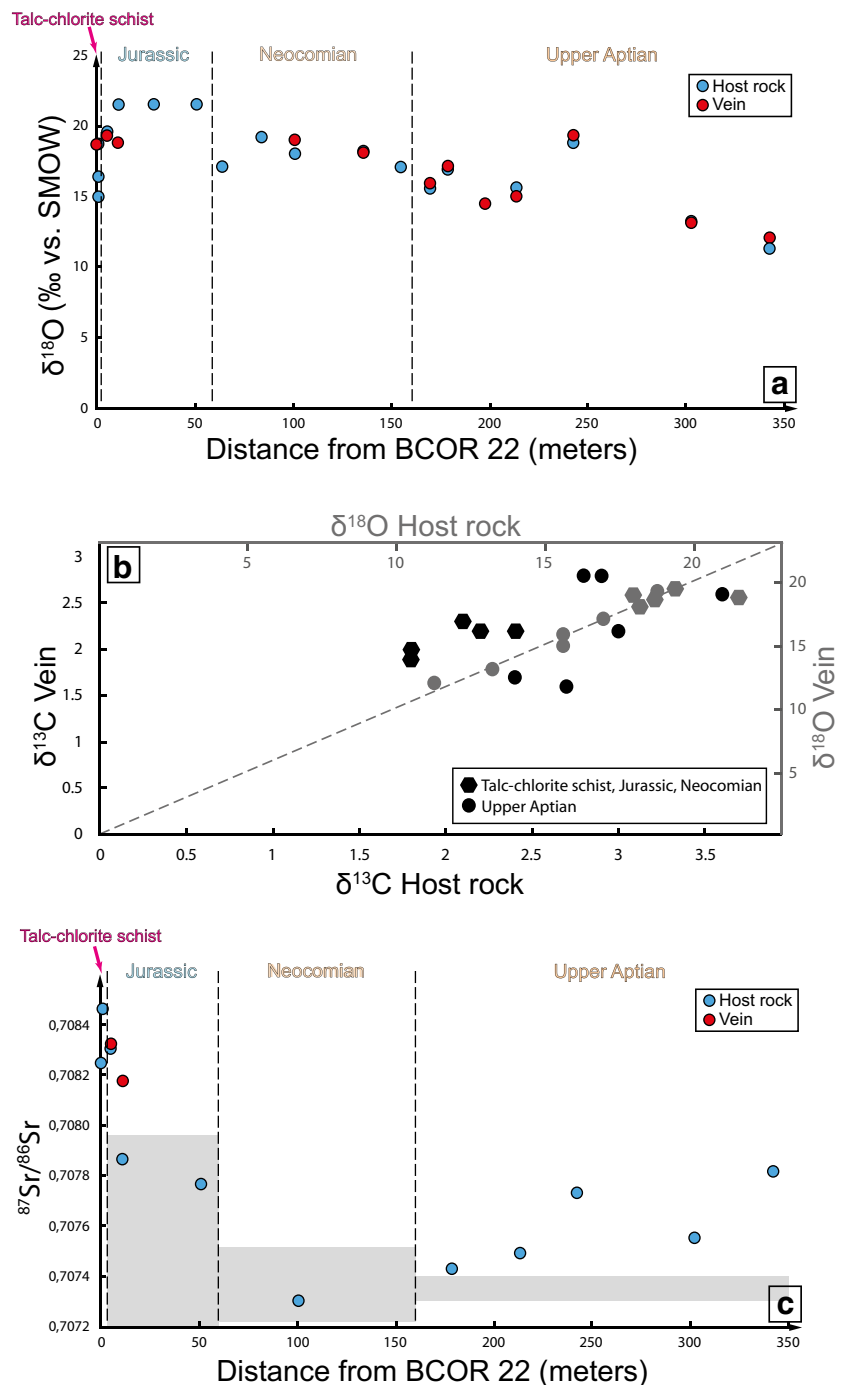 Talc-chlorite schist
Jurassic Neocomian Upper Aptian
25
20
15
10
5
0
δ¹⁸O (‰ vs. SMOW)
Host rock
Vein
a
0 50 100 150 200 250 300 350
Distance from BCOR 22 (meters)
δ¹⁸O Host rock
5 10 15 20
b
3
2.5
2
1.5
1
0.5
0
δ¹³C Vein
20
15
10
5
δ¹⁸O Vein
Talc-chlorite schist, Jurassic, Neocomian
Upper Aptian
0 0.5 1 1.5 2 2.5 3 3.5
δ¹³C Host rock
Talc-chlorite schist
Jurassic Neocomian Upper Aptian
Host rock
Vein
0,7084
0,7082
0,7080
0,7078
0,7076
0,7074
0,7072
⁸⁷Sr/⁸⁶Sr
c
0 50 100 150 200 250 300 350
Distance from BCOR 22 (meters)